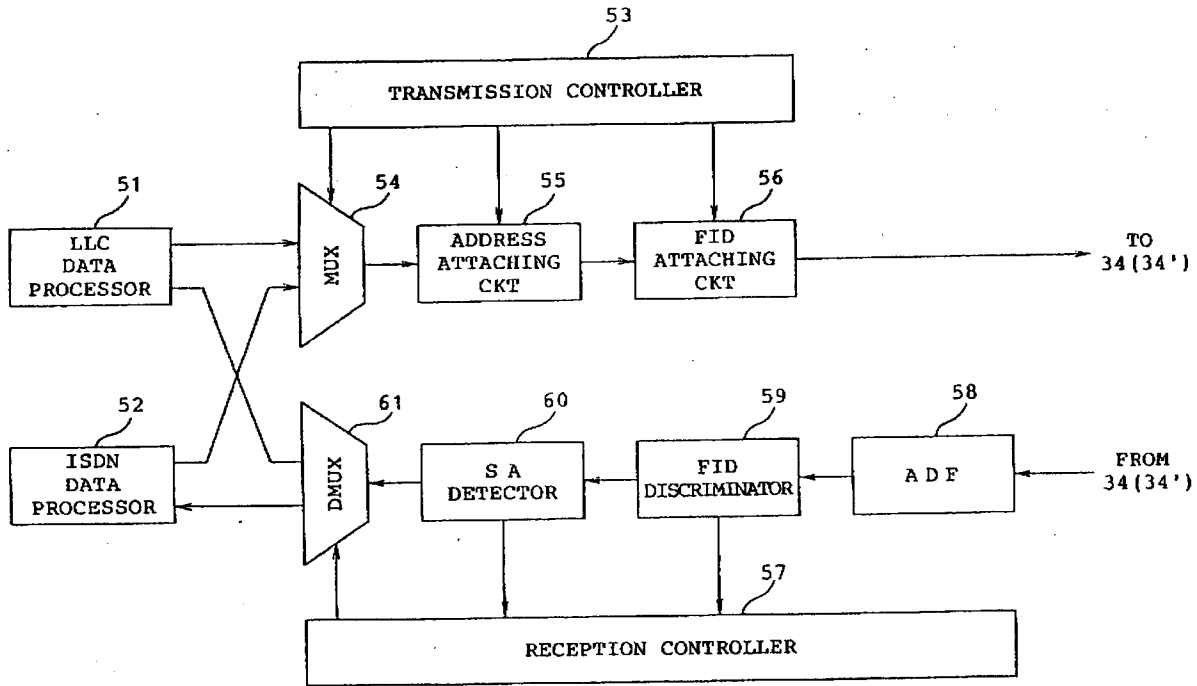 53
TRANSMISSION CONTROLLER
51
LLC
DATA
PROCESSOR
54
MUX
55
ADDRESS
ATTACHING
CKT
56
FID
ATTACHING
CKT
TO
34(34')
52
ISDN
DATA
PROCESSOR
61
DMUX
60
SA
DETECTOR
59
FID
DISCRIMINATOR
58
ADF
FROM
34(34')
57
RECEPTION CONTROLLER